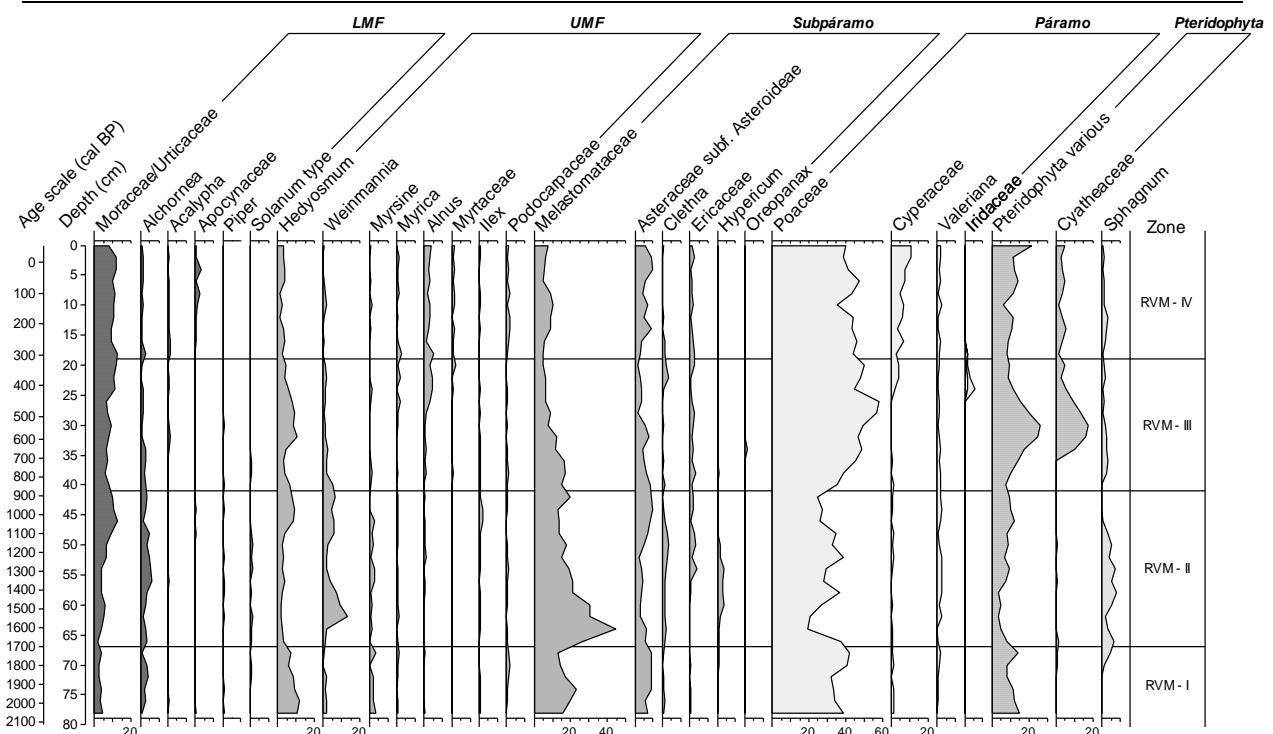 LMF UMF Subpáramo Páramo Pteridophyta
Age scale (cal BP)
Depth (cm)
Moraceae/Urticaceae
Alchornea
Acalypha
Apocynaceae
Piper
Solanum type
Hedyosmum
Weinmannia
Myrsine
Myrica
Alnus
Myrtaceae
Ilex
Podocarpaceae
Melastomataceae
Asteraceae subf. Asteroideae
Clethra
Ericaceae
Hypericum
Oreopanax
Poaceae
Cyperaceae
Valeriana
Iridaceae
Pteridophyta various
Cyatheaceae
Sphagnum
Zone
0
100
200
300
400
500
600
700
800
900
1000
1100
1200
1300
1400
1500
1600
1700
1800
1900
2000
2100
0
5
10
15
20
25
30
35
40
45
50
55
60
65
70
75
80
RVM - IV
RVM - III
RVM - II
RVM - I
20 20 20 20 40 20 40 60 20 20